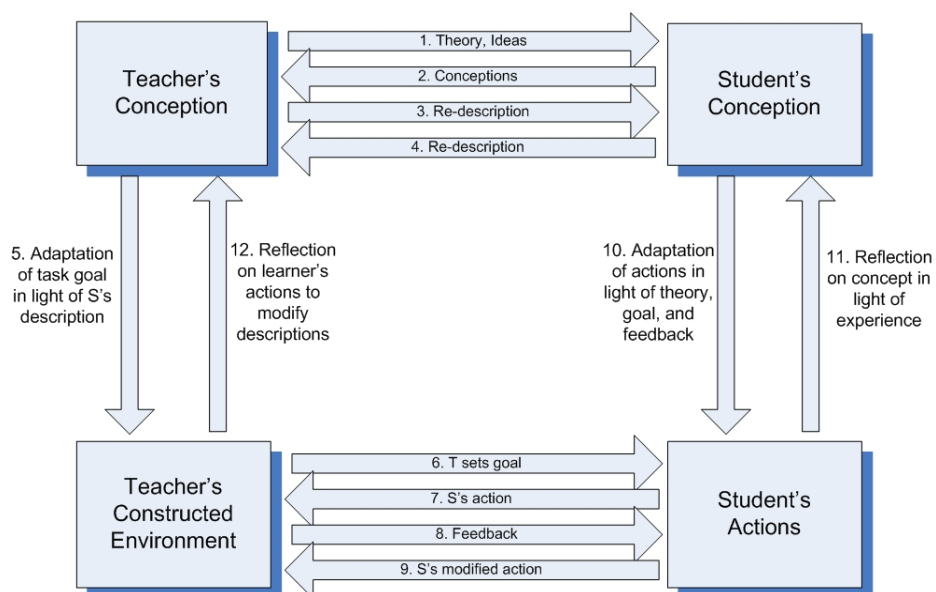 Teacher's
Conception
1. Theory, Ideas
2. Conceptions
3. Re-description
4. Re-description
Student's
Conception
5. Adaptation
of task goal
in light of S's
description
12. Reflection
on learner's
actions to
modify
descriptions
10. Adaptation
of actions in
light of theory,
goal, and
feedback
11. Reflection
on concept in
light of
experience
Teacher's
Constructed
Environment
6. T sets goal
7. S's action
8. Feedback
9. S's modified action
Student's
Actions